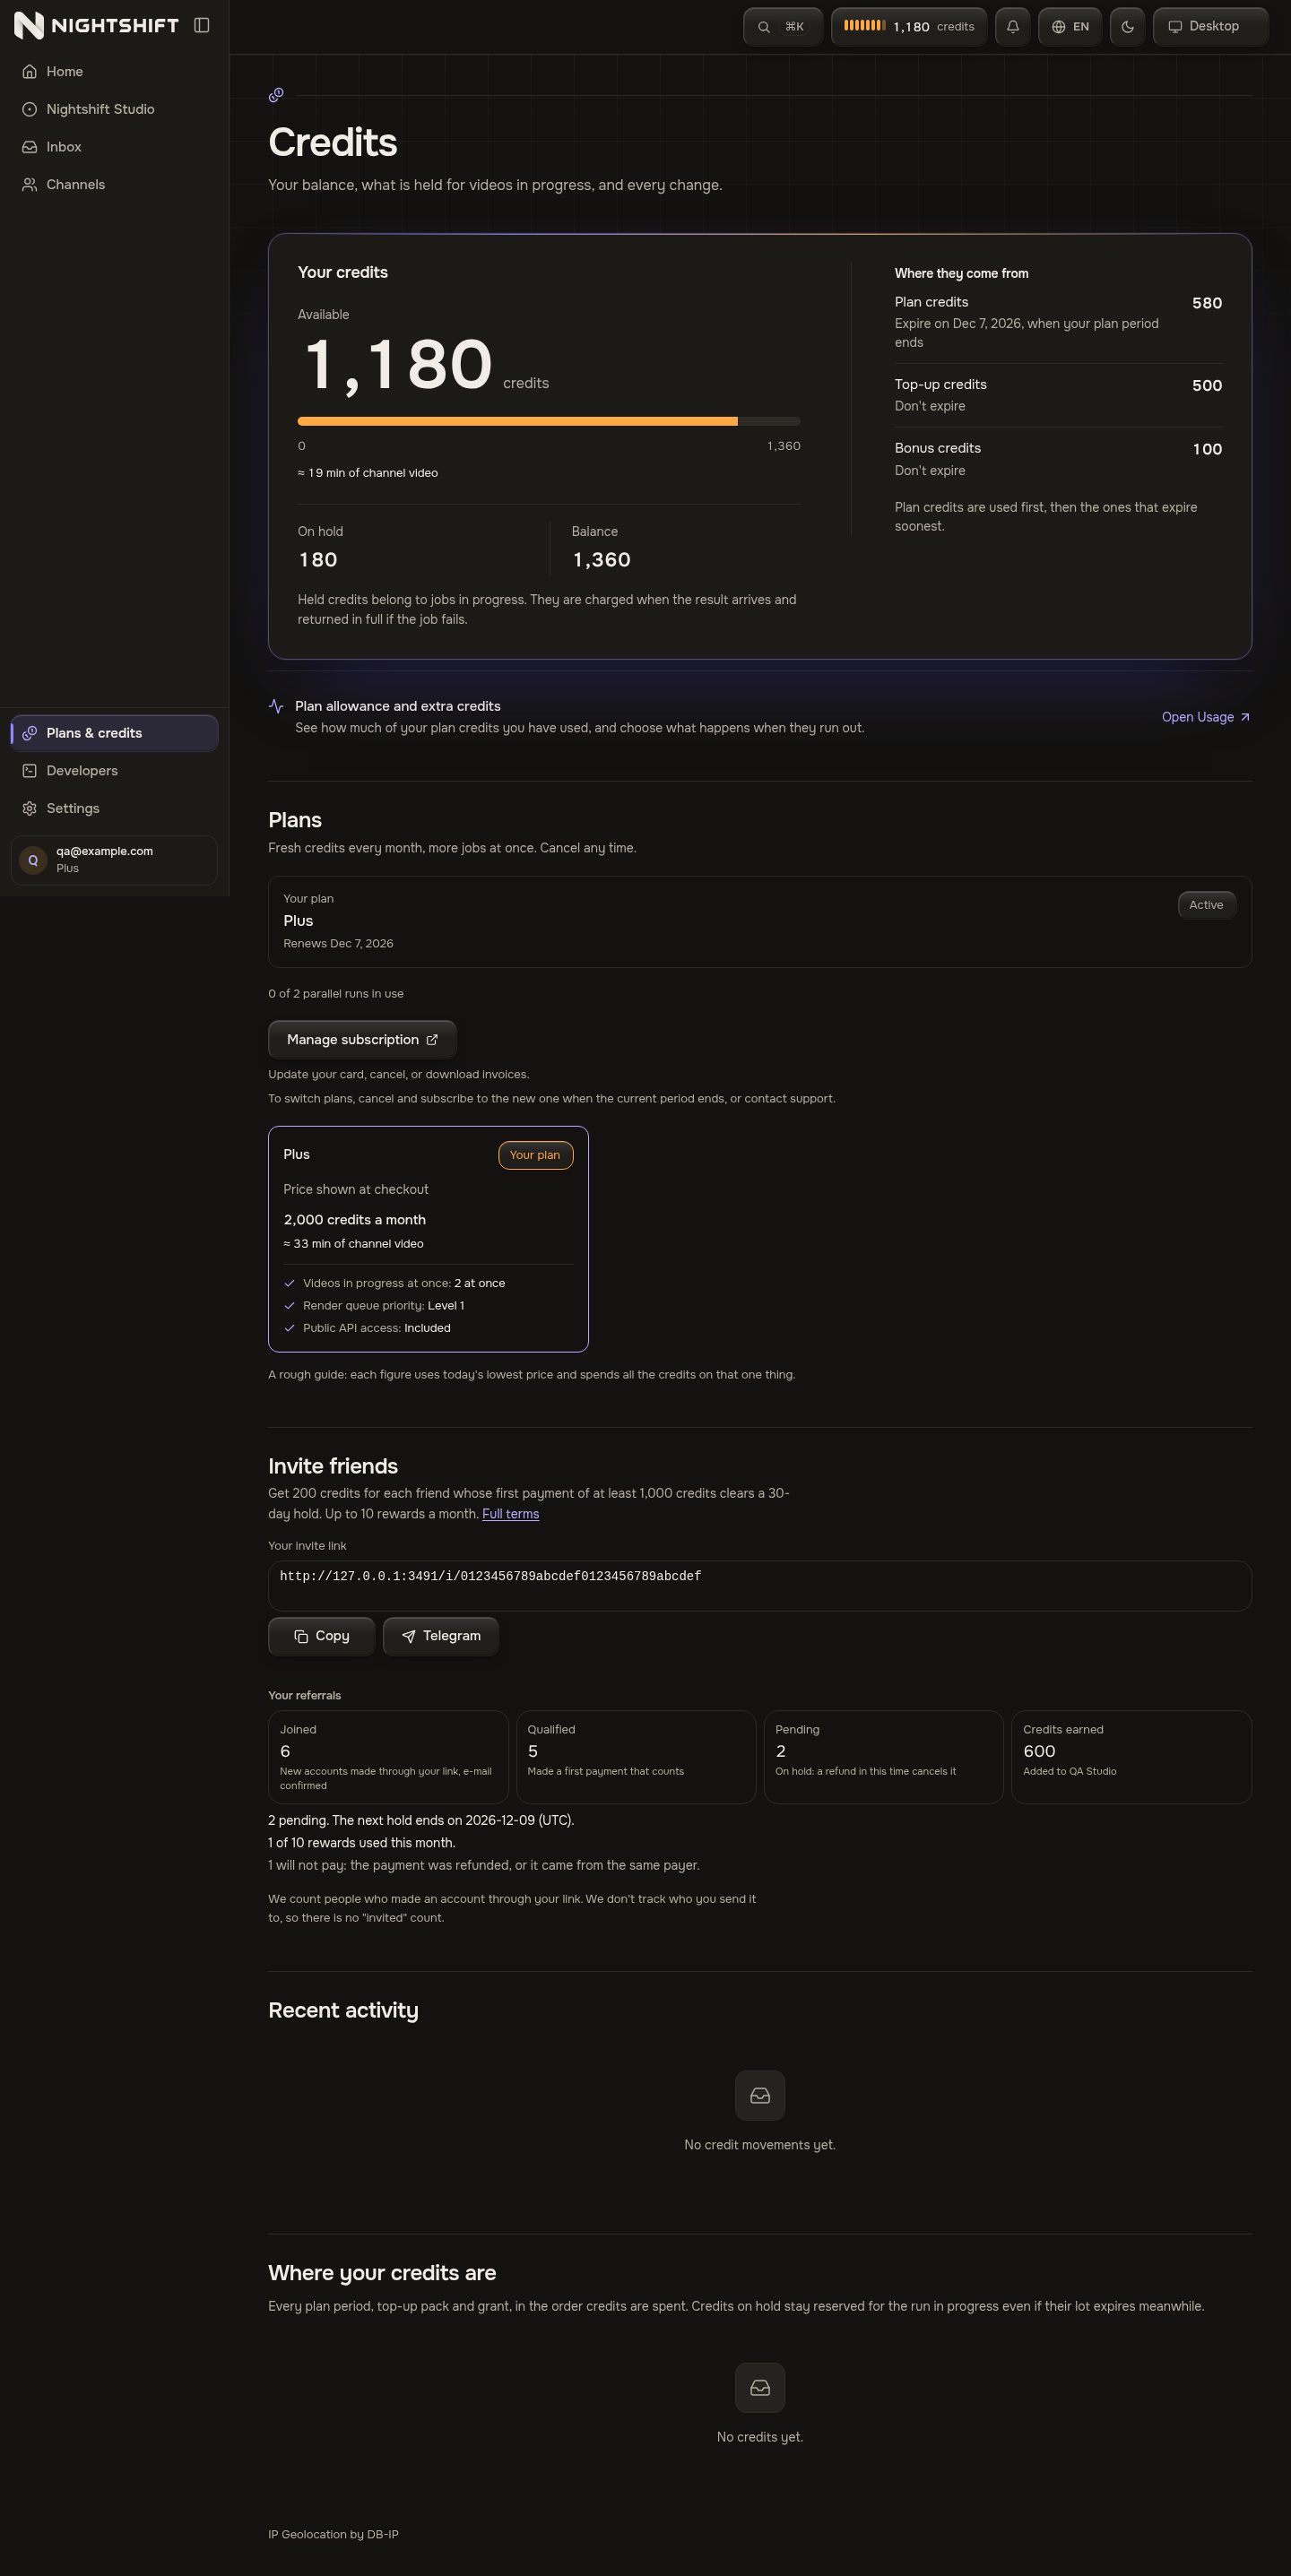 NIGHTSHIFT
⌘K
1,180 credits
EN
Desktop
Home
Nightshift Studio
Inbox
Channels
Plans & credits
Developers
Settings
Q
qa@example.com
Plus
Credits
Your balance, what is held for videos in progress, and every change.
Your credits
Available
1,180 credits
0
1,360
≈ 19 min of channel video
On hold
180
Balance
1,360
Held credits belong to jobs in progress. They are charged when the result arrives and
returned in full if the job fails.
Where they come from
Plan credits
580
Expire on Dec 7, 2026, when your plan period
ends
Top-up credits
500
Don't expire
Bonus credits
100
Don't expire
Plan credits are used first, then the ones that expire
soonest.
Plan allowance and extra credits
See how much of your plan credits you have used, and choose what happens when they run out.
Open Usage
Plans
Fresh credits every month, more jobs at once. Cancel any time.
Your plan
Plus
Renews Dec 7, 2026
Active
0 of 2 parallel runs in use
Manage subscription
Update your card, cancel, or download invoices.
To switch plans, cancel and subscribe to the new one when the current period ends, or contact support.
Plus
Your plan
Price shown at checkout
2,000 credits a month
≈ 33 min of channel video
Videos in progress at once: 2 at once
Render queue priority: Level 1
Public API access: Included
A rough guide: each figure uses today's lowest price and spends all the credits on that one thing.
Invite friends
Get 200 credits for each friend whose first payment of at least 1,000 credits clears a 30-
day hold. Up to 10 rewards a month. Full terms
Your invite link
http://127.0.0.1:3491/i/0123456789abcdef0123456789abcdef
Copy
Telegram
Your referrals
Joined
6
New accounts made through your link, e-mail
confirmed
Qualified
5
Made a first payment that counts
Pending
2
On hold: a refund in this time cancels it
Credits earned
600
Added to QA Studio
2 pending. The next hold ends on 2026-12-09 (UTC).
1 of 10 rewards used this month.
1 will not pay: the payment was refunded, or it came from the same payer.
We count people who made an account through your link. We don't track who you send it
to, so there is no "invited" count.
Recent activity
No credit movements yet.
Where your credits are
Every plan period, top-up pack and grant, in the order credits are spent. Credits on hold stay reserved for the run in progress even if their lot expires meanwhile.
No credits yet.
IP Geolocation by DB-IP